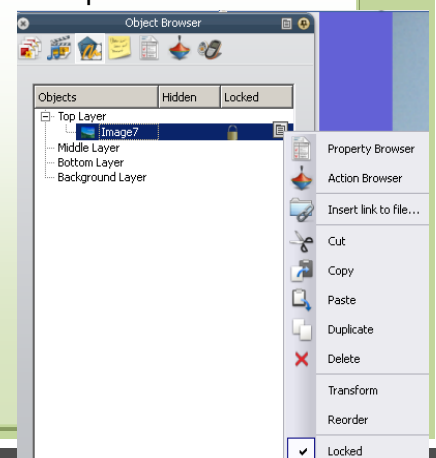 Object Browser
Objects Hidden Locked
Top Layer
Image7
Middle Layer
Bottom Layer
Background Layer
Property Browser
Action Browser
Insert link to file...
Cut
Copy
Paste
Duplicate
Delete
Transform
Reorder
Locked